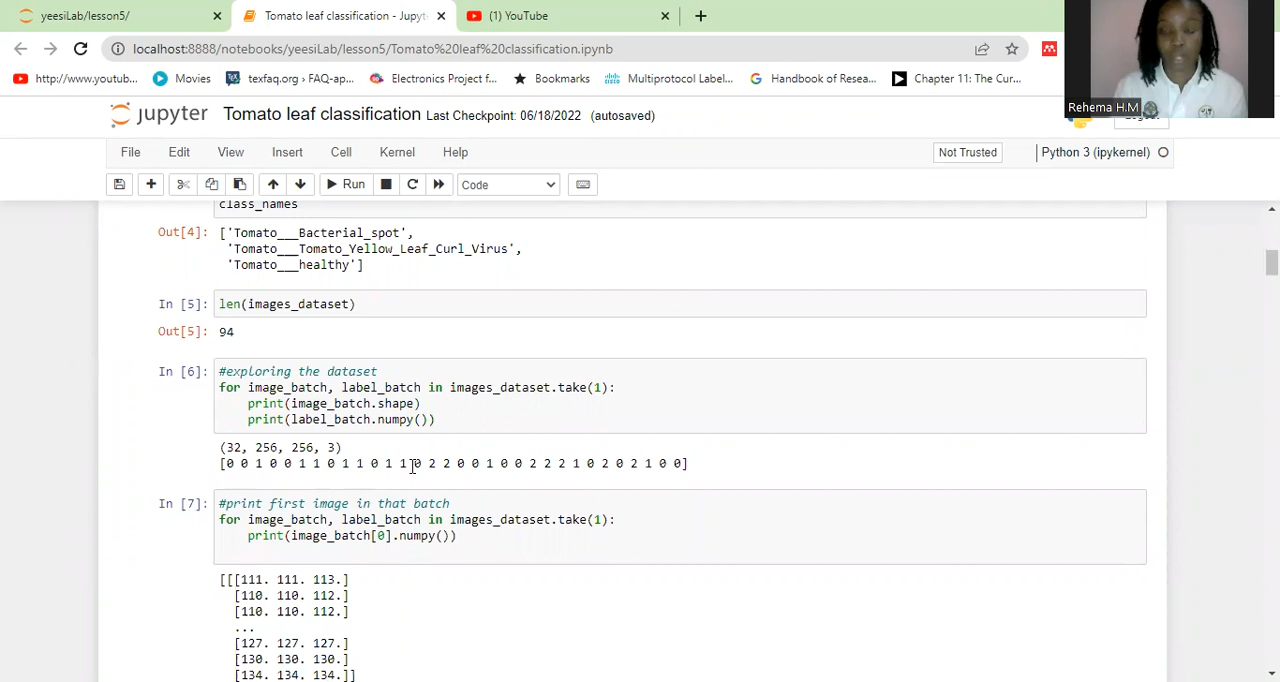 yeesiLab/lesson5/
Tomato leaf classification - Jupyt
(1) YouTube
localhost:8888/notebooks/yeesiLab/lesson5/Tomato%20leaf%20classification.ipynb
http://www.youtub...
Movies
texfaq.org › FAQ-ap...
Electronics Project f...
Bookmarks
Multiprotocol Label...
Handbook of Resea...
Chapter 11: The Cur...
Rehema H.M
jupyter Tomato leaf classification Last Checkpoint: 06/18/2022 (autosaved)
File Edit View Insert Cell Kernel Help
Not Trusted
Python 3 (ipykernel)
Run
Code
class_names
Out[4]: ['Tomato___Bacterial_spot',
'Tomato___Tomato_Yellow_Leaf_Curl_Virus',
'Tomato___healthy']
In [5]: len(images_dataset)
Out[5]: 94
In [6]: #exploring the dataset
for image_batch, label_batch in images_dataset.take(1):
print(image_batch.shape)
print(label_batch.numpy())
(32, 256, 256, 3)
[0 0 1 0 0 1 1 0 1 1 0 1 1 0 2 2 0 0 1 0 0 2 2 2 1 0 2 0 2 1 0 0]
In [7]: #print first image in that batch
for image_batch, label_batch in images_dataset.take(1):
print(image_batch[0].numpy())
[[[111. 111. 113.]
[110. 110. 112.]
[110. 110. 112.]
...
[127. 127. 127.]
[130. 130. 130.]
[134. 134. 134.]]